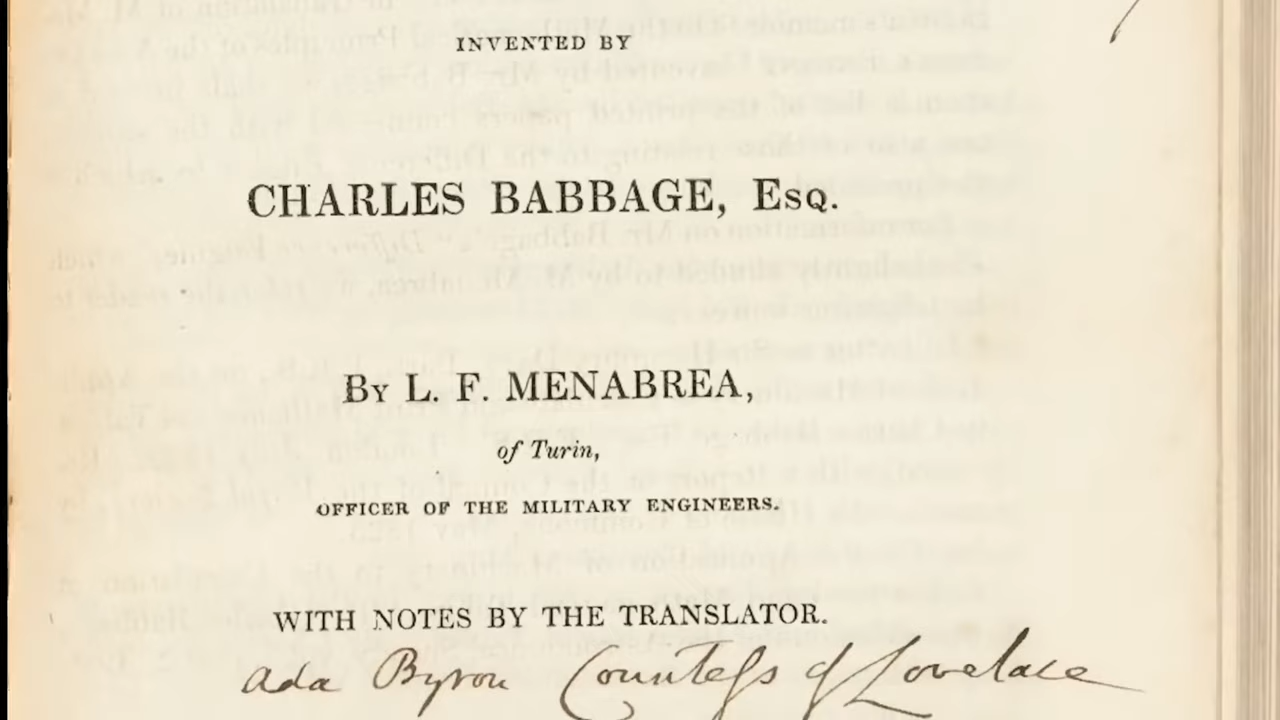 INVENTED BY
CHARLES BABBAGE, ESQ.
BY L. F. MENABREA,
of Turin,
OFFICER OF THE MILITARY ENGINEERS.
WITH NOTES BY THE TRANSLATOR.
Ada Byron Countess of Lovelace